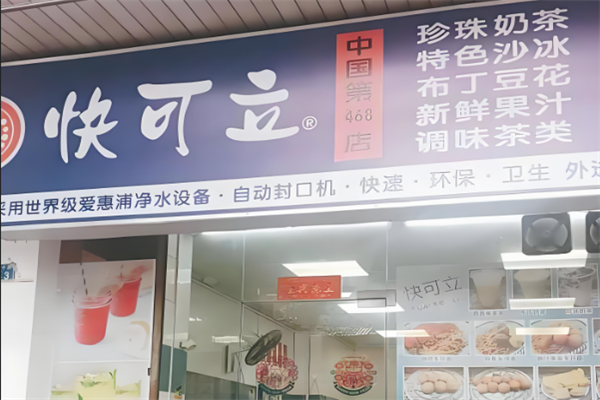 快可立®
中国第468店
珍珠奶茶
特色沙冰
布丁豆花
新鲜果汁
调味茶类
采用世界级爱惠浦净水设备·自动封口机·快速·环保·卫生 外送
快可立